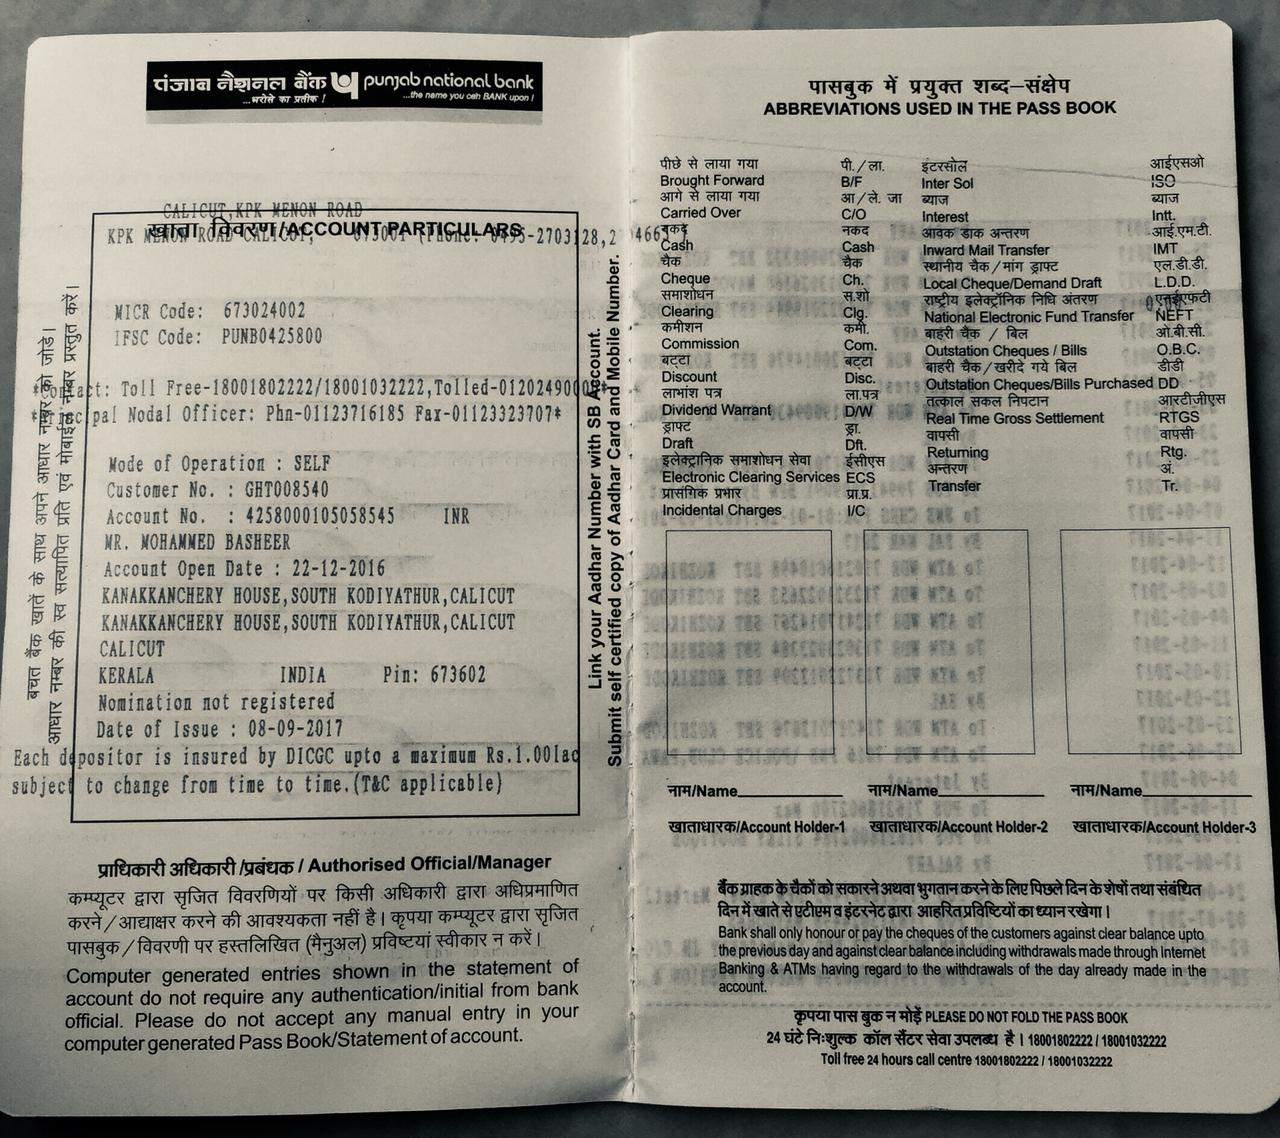 पंजाब नैशनल बैंक punjab national bank
...भरोसे का प्रतीक ! ...the name you can BANK upon !
CALICUT,KPK MENON ROAD
खाता विवरण/ACCOUNT PARTICULARS
KPK MENON ROAD CALICUT, 673001 (Phone: 0495-2703128,2
MICR Code: 673024002
IFSC Code: PUNB0425800
*Contact: Toll Free-18001802222/18001032222,Tolled-01202490000*
*Principal Nodal Officer: Phn-01123716185 Fax-01123323707*
Mode of Operation : SELF
Customer No. : GHT008540
Account No. : 4258000105058545 INR
MR. MOHAMMED BASHEER
Account Open Date : 22-12-2016
KANAKKANCHERY HOUSE,SOUTH KODIYATHUR,CALICUT
KANAKKANCHERY HOUSE,SOUTH KODIYATHUR,CALICUT
CALICUT
KERALA INDIA Pin: 673602
Nomination not registered
Date of Issue : 08-09-2017
Each depositor is insured by DICGC upto a maximum Rs.1.00lac
subject to change from time to time.(T&C applicable)
बचत बैंक खातें के साथ अपने आधार नम्बर को जोडें।
आधार नम्बर की स्व सत्यापित प्रति एवं मोबाईल नम्बर प्रस्तुत करें।
Link your Aadhar Number with SB Account.
Submit self certified copy of Aadhar Card and Mobile Number.
प्राधिकारी अधिकारी/प्रबंधक / Authorised Official/Manager
कम्प्यूटर द्वारा सृजित विवरणियों पर किसी अधिकारी द्वारा अधिप्रमाणित
करने/आद्याक्षर करने की आवश्यकता नहीं है। कृपया कम्प्यूटर द्वारा सृजित
पासबुक/विवरणी पर हस्तलिखित (मैनुअल) प्रविष्टयां स्वीकार न करें।
Computer generated entries shown in the statement of
account do not require any authentication/initial from bank
official. Please do not accept any manual entry in your
computer generated Pass Book/Statement of account.
पासबुक में प्रयुक्त शब्द–संक्षेप
ABBREVIATIONS USED IN THE PASS BOOK
पीछे से लाया गया पी./ला. इंटरसोल आईएसओ
Brought Forward B/F Inter Sol ISO
आगे से लाया गया आ/ले. जा ब्याज ब्याज
Carried Over C/O Interest Intt.
नकद नकद आवक डाक अन्तरण आई.एम.टी.
Cash Cash Inward Mail Transfer IMT
चैक चैक स्थानीय चैक/मांग ड्राफ्ट एल.डी.डी.
Cheque Ch. Local Cheque/Demand Draft L.D.D.
समाशोधन स.शो राष्ट्रीय इलेक्ट्रॉनिक निधि अंतरण एनईएफटी
Clearing Clg. National Electronic Fund Transfer NEFT
कमीशन कमी. बाहरी चैक / बिल ओ.बी.सी.
Commission Com. Outstation Cheques / Bills O.B.C.
बट्टा बट्टा बाहरी चैक/खरीदे गये बिल डीडी
Discount Disc. Outstation Cheques/Bills Purchased DD
लाभांश पत्र ला.पत्र तत्काल सकल निपटान आरटीजीएस
Dividend Warrant D/W Real Time Gross Settlement RTGS
ड्राफ्ट ड्रा. वापसी वापसी
Draft Dft. Returning Rtg.
इलेक्ट्रानिक समाशोधन सेवा ईसीएस अन्तरण अं.
Electronic Clearing Services ECS Transfer Tr.
प्रासंगिक प्रभार प्रा.प्र.
Incidental Charges I/C
नाम/Name नाम/Name नाम/Name
खाताधारक/Account Holder-1 खाताधारक/Account Holder-2 खाताधारक/Account Holder-3
बैंक ग्राहक के चैकों को सकारने अथवा भुगतान करने के लिए पिछले दिन के शेषों तथा संबंधित
दिन में खाते से एटीएम व इंटरनेट द्वारा आहरित प्रविष्टियों का ध्यान रखेगा।
Bank shall only honour or pay the cheques of the customers against clear balance upto
the previous day and against clear balance including withdrawals made through Internet
Banking & ATMs having regard to the withdrawals of the day already made in the
account.
कृपया पास बुक न मोड़ें PLEASE DO NOT FOLD THE PASS BOOK
24 घंटे निःशुल्क कॉल सैंटर सेवा उपलब्ध है। 18001802222 / 18001032222
Toll free 24 hours call centre 18001802222 / 18001032222